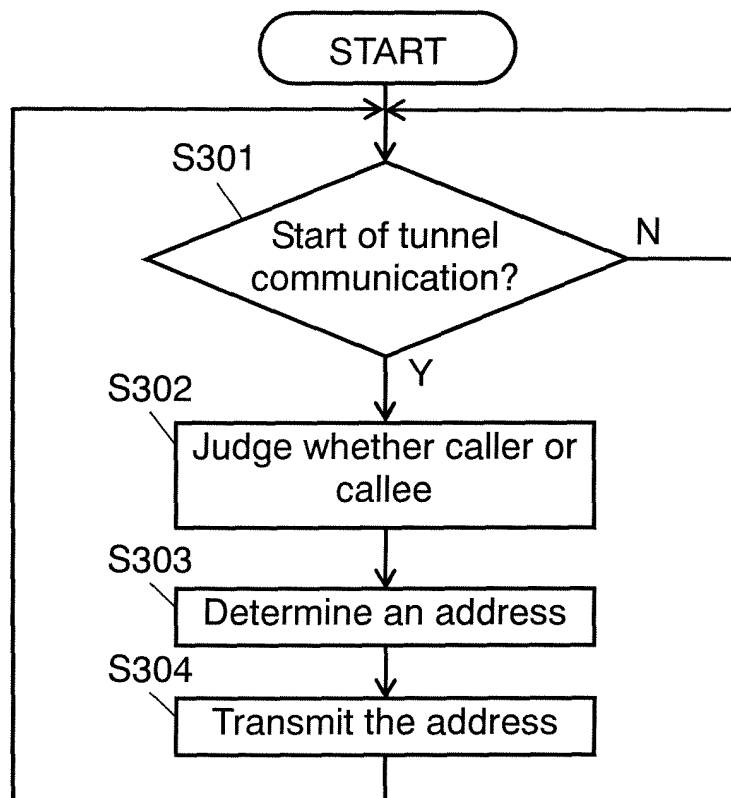 START
S301
Start of tunnel
communication?
N
Y
S302
Judge whether caller or
callee
S303
Determine an address
S304
Transmit the address